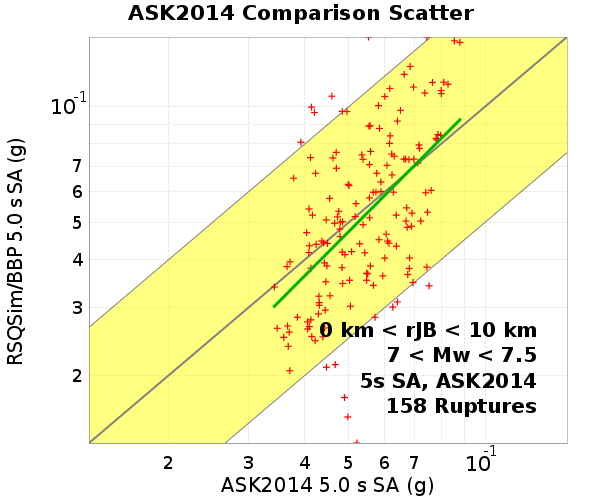 ASK2014 Comparison Scatter
RSQSim/BBP 5.0 s SA (g)
10-1
7
6
5
4
3
2
0 km < rJB < 10 km
7 < Mw < 7.5
5s SA, ASK2014
158 Ruptures
2 3 4 5 6 7 10-1
ASK2014 5.0 s SA (g)